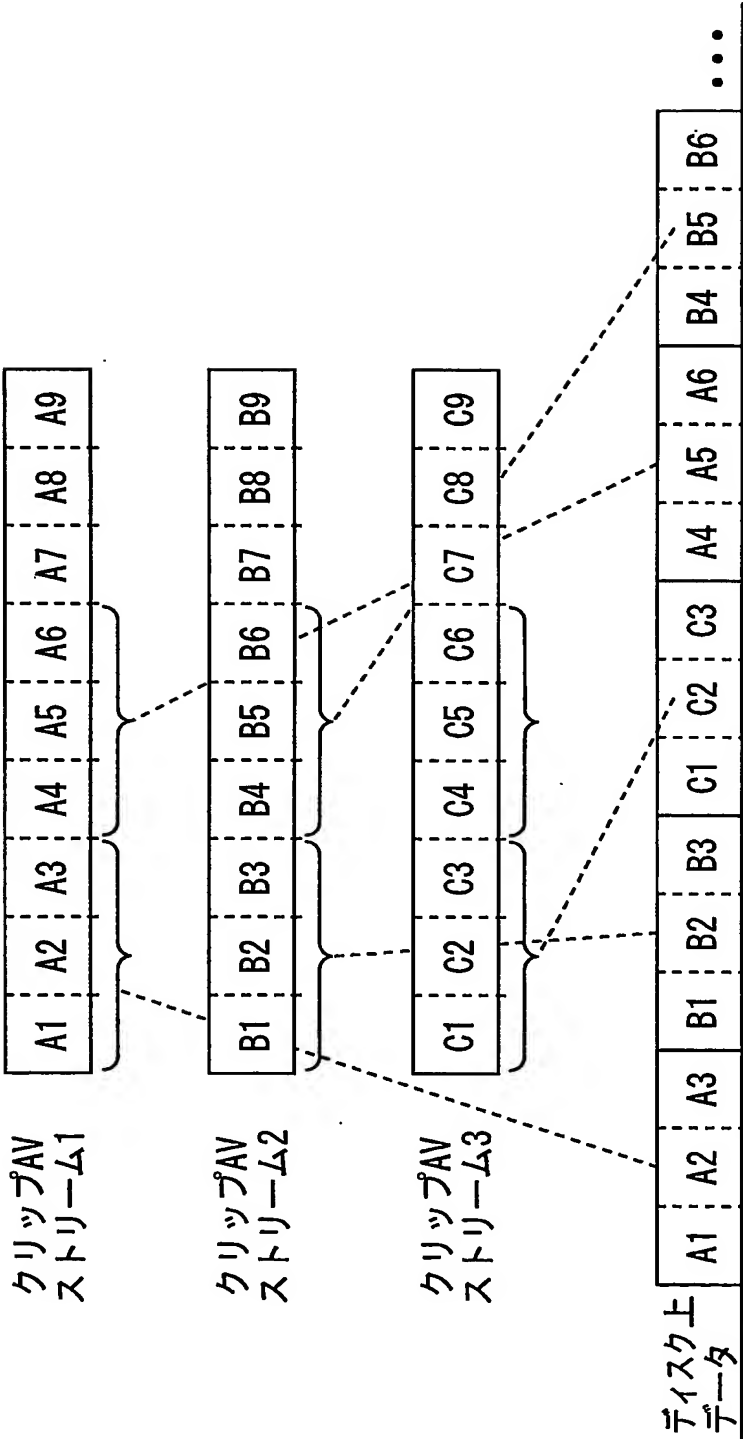 クリップAV
ストリーム1
A1 A2 A3 A4 A5 A6 A7 A8 A9
クリップAV
ストリーム2
B1 B2 B3 B4 B5 B6 B7 B8 B9
クリップAV
ストリーム3
C1 C2 C3 C4 C5 C6 C7 C8 C9
ディスク上
データ
A1 A2 A3 B1 B2 B3 C1 C2 C3 A4 A5 A6 B4 B5 B6 •••